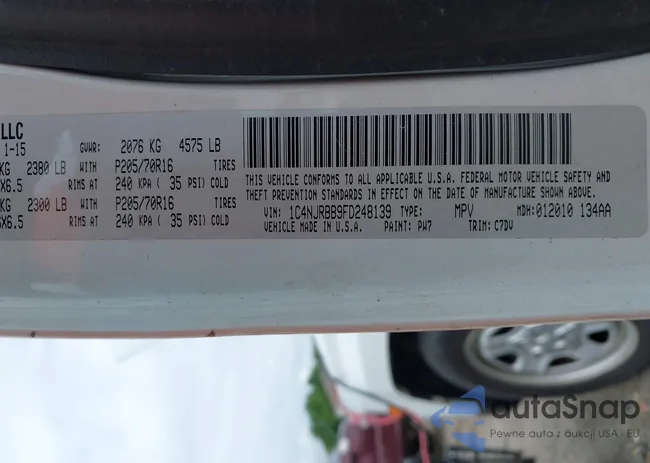 LLC
1-15 GVWR: 2076 KG 4575 LB
KG 2380 LB WITH P205/70R16 TIRES
X6.5 RIMS AT 240 KPA ( 35 PSI) COLD
KG 2300 LB WITH P205/70R16 TIRES
X6.5 RIMS AT 240 KPA ( 35 PSI) COLD
THIS VEHICLE CONFORMS TO ALL APPLICABLE U.S.A. FEDERAL MOTOR VEHICLE SAFETY AND
THEFT PREVENTION STANDARDS IN EFFECT ON THE DATE OF MANUFACTURE SHOWN ABOVE.
VIN: 1C4NJRBB9FD248139 TYPE: MPV MDH:012010 134AA
VEHICLE MADE IN U.S.A. PAINT: PW7 TRIM: C7DV
autaSnap
Pewne auta z aukcji USA i EU